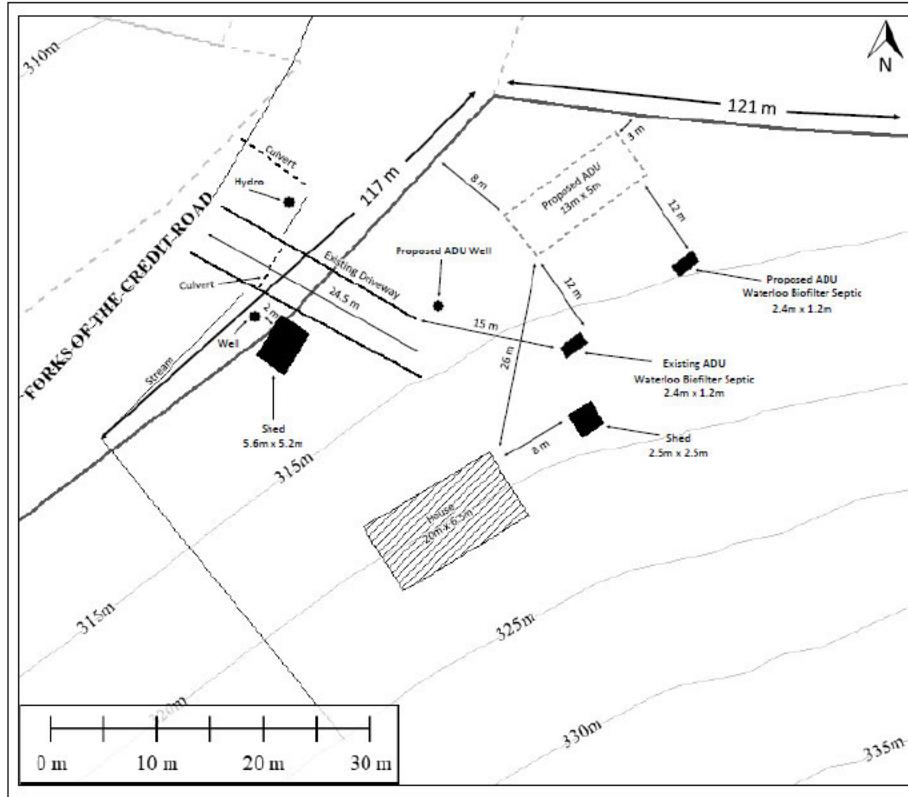 310m
N
121 m
117 m
Culvert
Hydro
3 m
8 m
Proposed ADU
13m x 5m
12 m
FORKS OF THE CREDIT ROAD
Existing Driveway
Proposed ADU Well
24.5 m
Culvert
12 m
Proposed ADU
Waterloo Biofilter Septic
2.4m x 1.2m
2 m
Well
15 m
26 m
Existing ADU
Waterloo Biofilter Septic
2.4m x 1.2m
Stream
Shed
5.6m x 5.2m
Shed
2.5m x 2.5m
8 m
315m
House
20m x 6.5m
315m
325m
320m
330m
335m
0 m
10 m
20 m
30 m